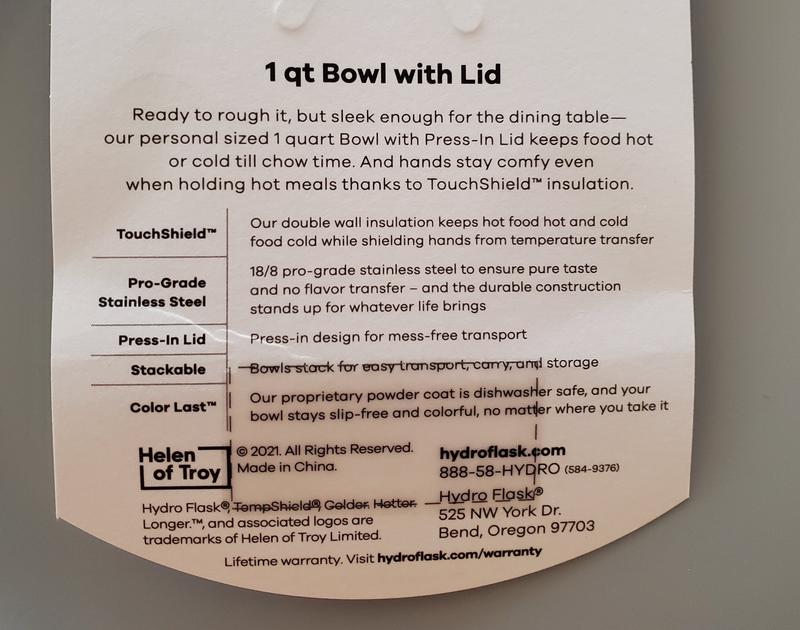 1 qt Bowl with Lid
Ready to rough it, but sleek enough for the dining table—
our personal sized 1 quart Bowl with Press-In Lid keeps food hot
or cold till chow time. And hands stay comfy even
when holding hot meals thanks to TouchShield™ insulation.
TouchShield™
Our double wall insulation keeps hot food hot and cold
food cold while shielding hands from temperature transfer
Pro-Grade
Stainless Steel
18/8 pro-grade stainless steel to ensure pure taste
and no flavor transfer – and the durable construction
stands up for whatever life brings
Press-In Lid
Press-in design for mess-free transport
Stackable
Bowls stack for easy transport, carry, and storage
Color Last™
Our proprietary powder coat is dishwasher safe, and your
bowl stays slip-free and colorful, no matter where you take it
Helen
of Troy
© 2021. All Rights Reserved.
Made in China.
Hydro Flask®, TempShield®, Colder. Hotter.
Longer.™, and associated logos are
trademarks of Helen of Troy Limited.
hydroflask.com
888-58-HYDRO (584-9376)
Hydro Flask®
525 NW York Dr.
Bend, Oregon 97703
Lifetime warranty. Visit hydroflask.com/warranty